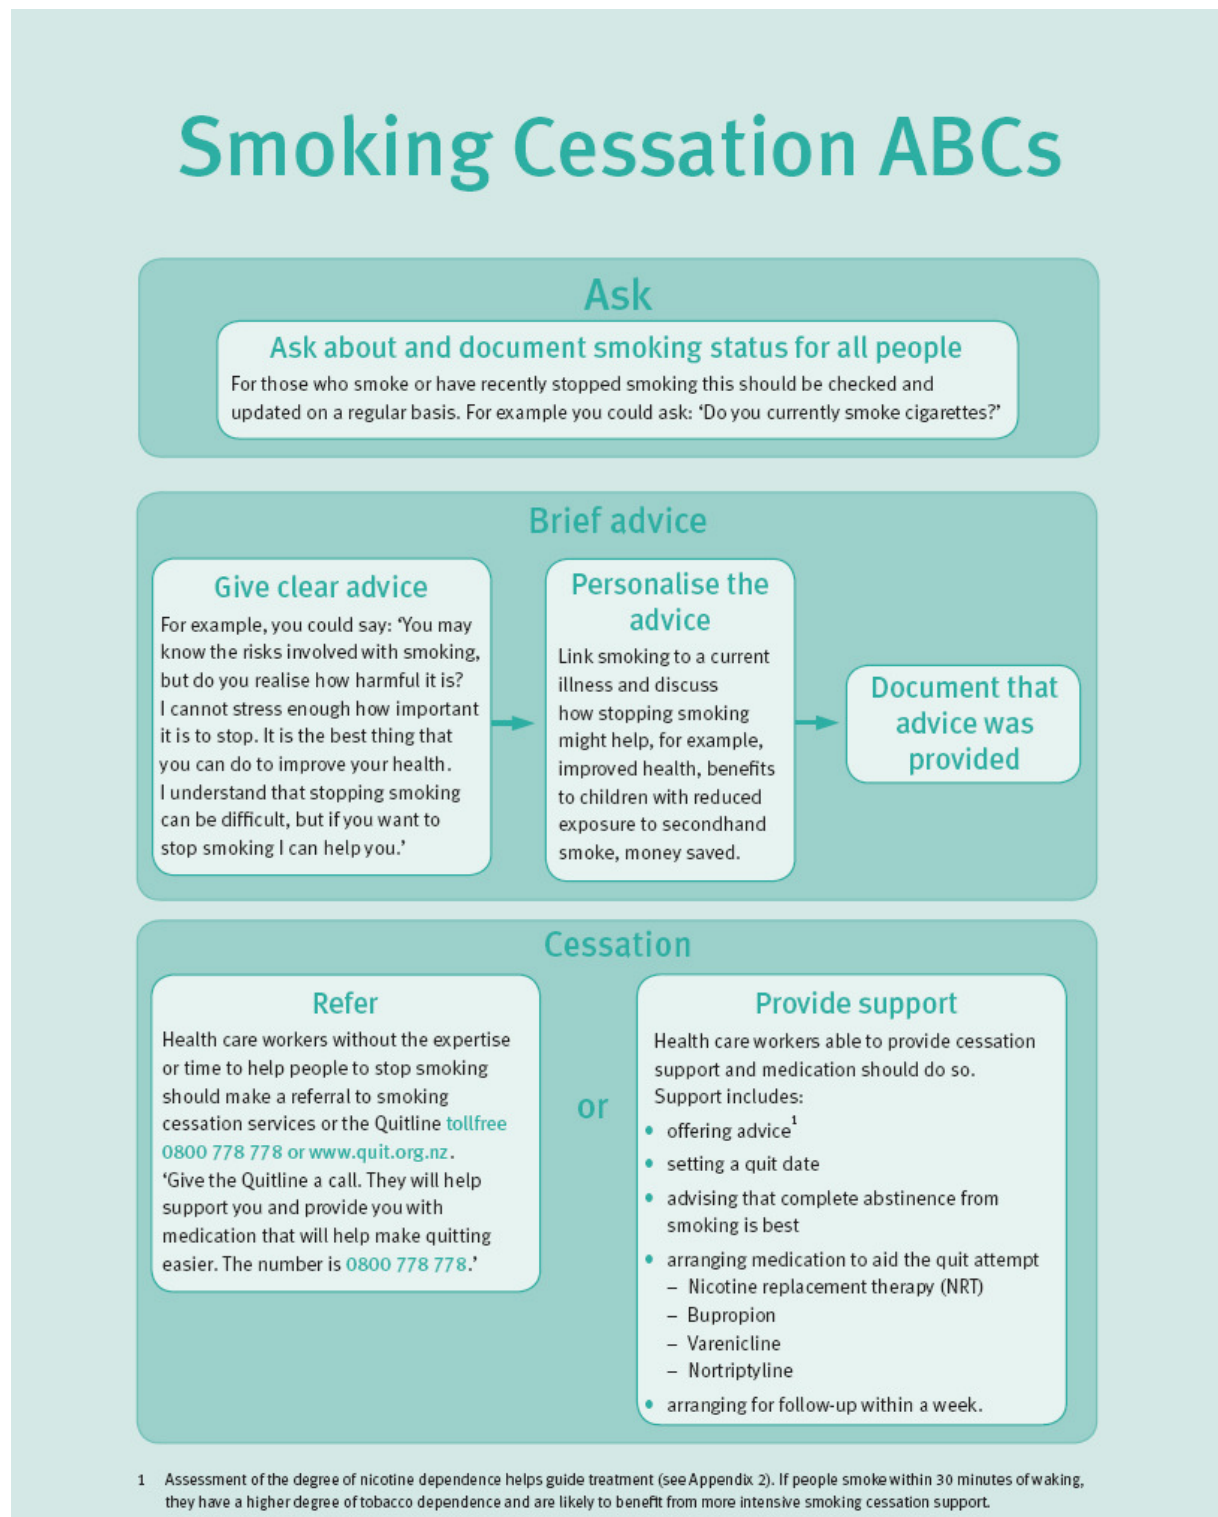 Smoking Cessation ABCs
Ask
Ask about and document smoking status for all people
For those who smoke or have recently stopped smoking this should be checked and
updated on a regular basis. For example you could ask: ‘Do you currently smoke cigarettes?’
Brief advice
Give clear advice
For example, you could say: ‘You may
know the risks involved with smoking,
but do you realise how harmful it is?
I cannot stress enough how important
it is to stop. It is the best thing that
you can do to improve your health.
I understand that stopping smoking
can be difficult, but if you want to
stop smoking I can help you.’
Personalise the
advice
Link smoking to a current
illness and discuss
how stopping smoking
might help, for example,
improved health, benefits
to children with reduced
exposure to secondhand
smoke, money saved.
Document that
advice was
provided
Cessation
Refer
Health care workers without the expertise
or time to help people to stop smoking
should make a referral to smoking
cessation services or the Quitline tollfree
0800 778 778 or www.quit.org.nz.
‘Give the Quitline a call. They will help
support you and provide you with
medication that will help make quitting
easier. The number is 0800 778 778.’
or
Provide support
Health care workers able to provide cessation
support and medication should do so.
Support includes:
• offering advice¹
• setting a quit date
• advising that complete abstinence from
smoking is best
• arranging medication to aid the quit attempt
– Nicotine replacement therapy (NRT)
– Bupropion
– Varenicline
– Nortriptyline
• arranging for follow-up within a week.
1 Assessment of the degree of nicotine dependence helps guide treatment (see Appendix 2). If people smoke within 30 minutes of waking,
they have a higher degree of tobacco dependence and are likely to benefit from more intensive smoking cessation support.